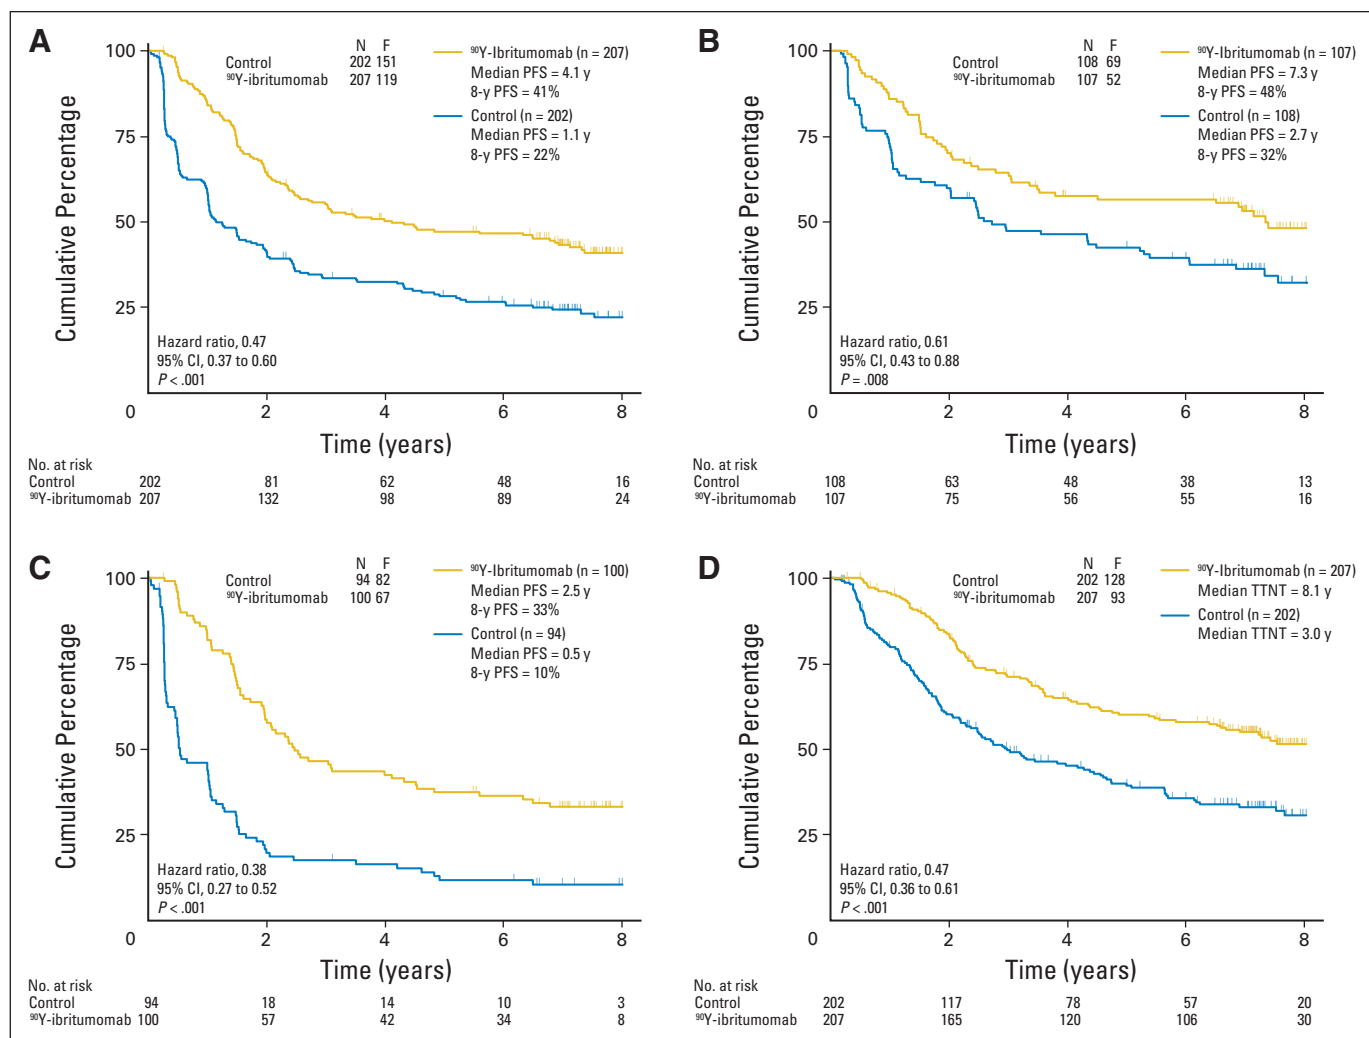 A
100
75
50
25
0
2
4
6
8
Cumulative Percentage
Time (years)
N F
Control 202 151
⁹⁰Y-ibritumomab 207 119
⁹⁰Y-Ibritumomab (n = 207)
Median PFS = 4.1 y
8-y PFS = 41%
Control (n = 202)
Median PFS = 1.1 y
8-y PFS = 22%
Hazard ratio, 0.47
95% CI, 0.37 to 0.60
P < .001
No. at risk
Control 202 81 62 48 16
⁹⁰Y-ibritumomab 207 132 98 89 24
B
100
75
50
25
0
2
4
6
8
Cumulative Percentage
Time (years)
N F
Control 108 69
⁹⁰Y-ibritumomab 107 52
⁹⁰Y-Ibritumomab (n = 107)
Median PFS = 7.3 y
8-y PFS = 48%
Control (n = 108)
Median PFS = 2.7 y
8-y PFS = 32%
Hazard ratio, 0.61
95% CI, 0.43 to 0.88
P = .008
No. at risk
Control 108 63 48 38 13
⁹⁰Y-ibritumomab 107 75 56 55 16
C
100
75
50
25
0
2
4
6
8
Cumulative Percentage
Time (years)
N F
Control 94 82
⁹⁰Y-ibritumomab 100 67
⁹⁰Y-Ibritumomab (n = 100)
Median PFS = 2.5 y
8-y PFS = 33%
Control (n = 94)
Median PFS = 0.5 y
8-y PFS = 10%
Hazard ratio, 0.38
95% CI, 0.27 to 0.52
P < .001
No. at risk
Control 94 18 14 10 3
⁹⁰Y-ibritumomab 100 57 42 34 8
D
100
75
50
25
0
2
4
6
8
Cumulative Percentage
Time (years)
N F
Control 202 128
⁹⁰Y-ibritumomab 207 93
⁹⁰Y-Ibritumomab (n = 207)
Median TTNT = 8.1 y
Control (n = 202)
Median TTNT = 3.0 y
Hazard ratio, 0.47
95% CI, 0.36 to 0.61
P < .001
No. at risk
Control 202 117 78 57 20
⁹⁰Y-ibritumomab 207 165 120 106 30